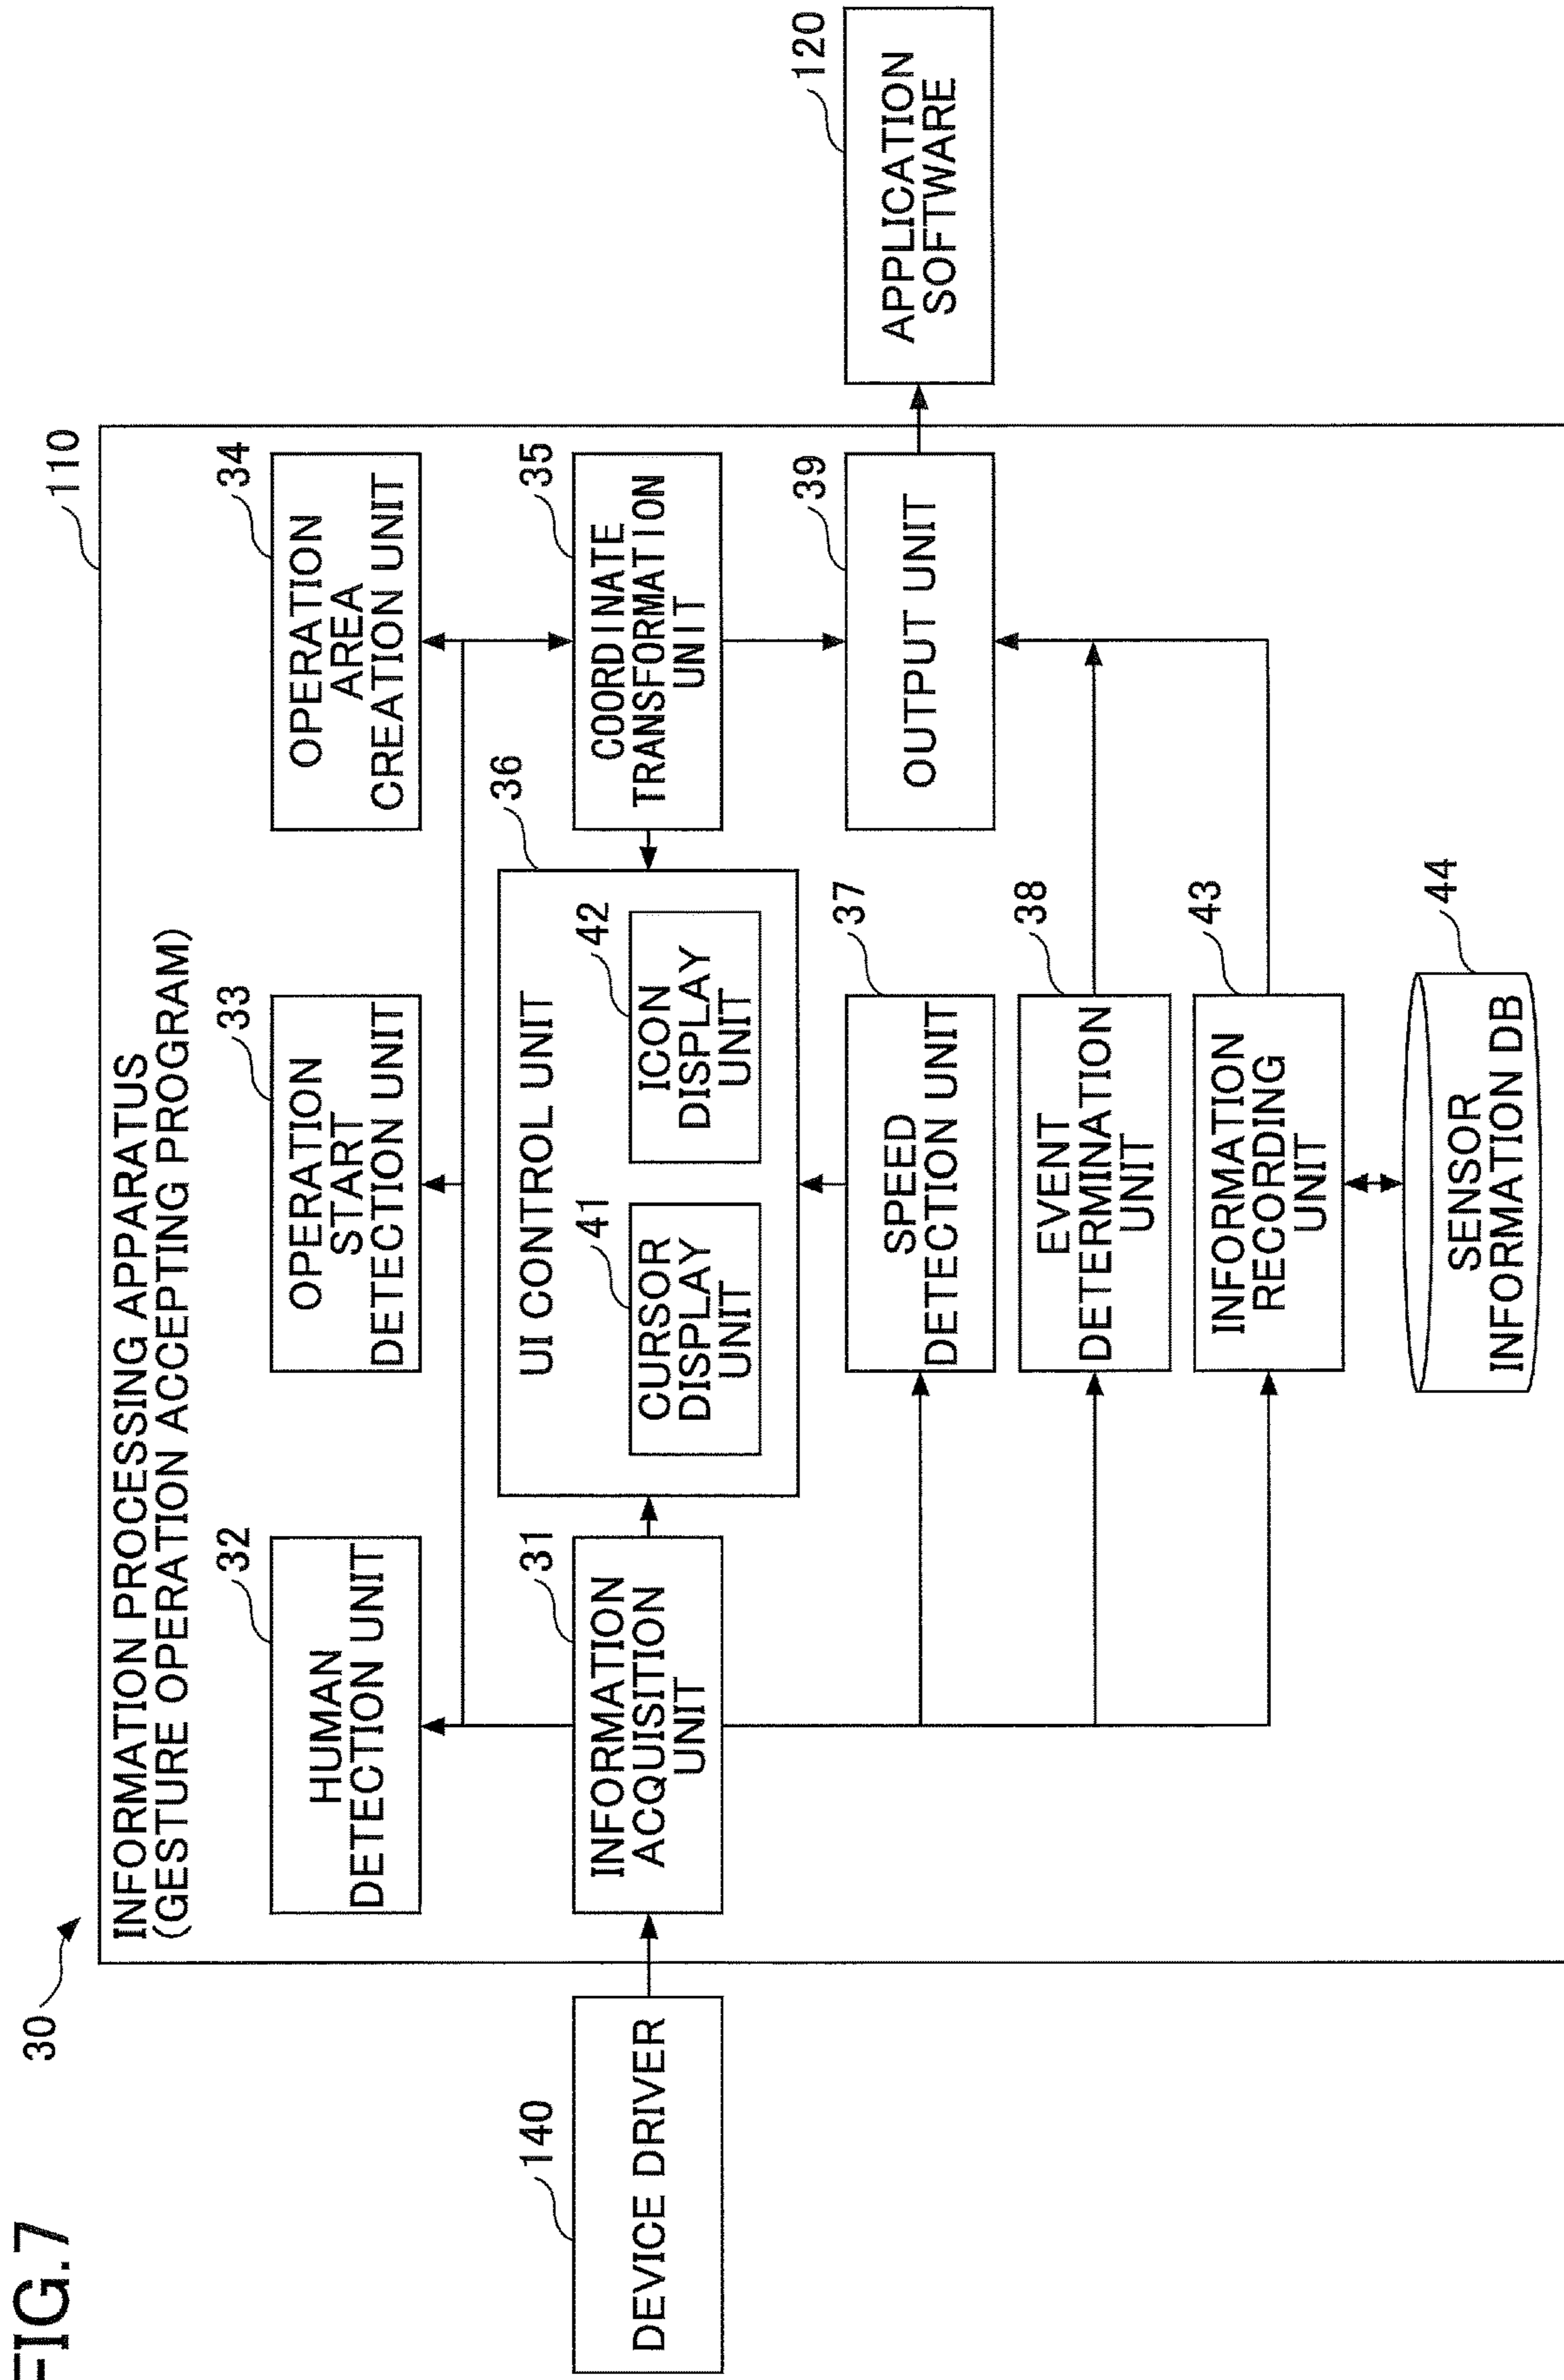 FIG.7
30
INFORMATION PROCESSING APPARATUS
(GESTURE OPERATION ACCEPTING PROGRAM)
110
32
HUMAN
DETECTION UNIT
33
OPERATION
START
DETECTION UNIT
34
OPERATION
AREA
CREATION UNIT
140
DEVICE DRIVER
31
INFORMATION
ACQUISITION
UNIT
36
UI CONTROL UNIT
41
CURSOR
DISPLAY
UNIT
42
ICON
DISPLAY
UNIT
35
COORDINATE
TRANSFORMATION
UNIT
37
SPEED
DETECTION UNIT
39
OUTPUT UNIT
120
APPLICATION
SOFTWARE
38
EVENT
DETERMINATION
UNIT
43
INFORMATION
RECORDING
UNIT
44
SENSOR
INFORMATION DB